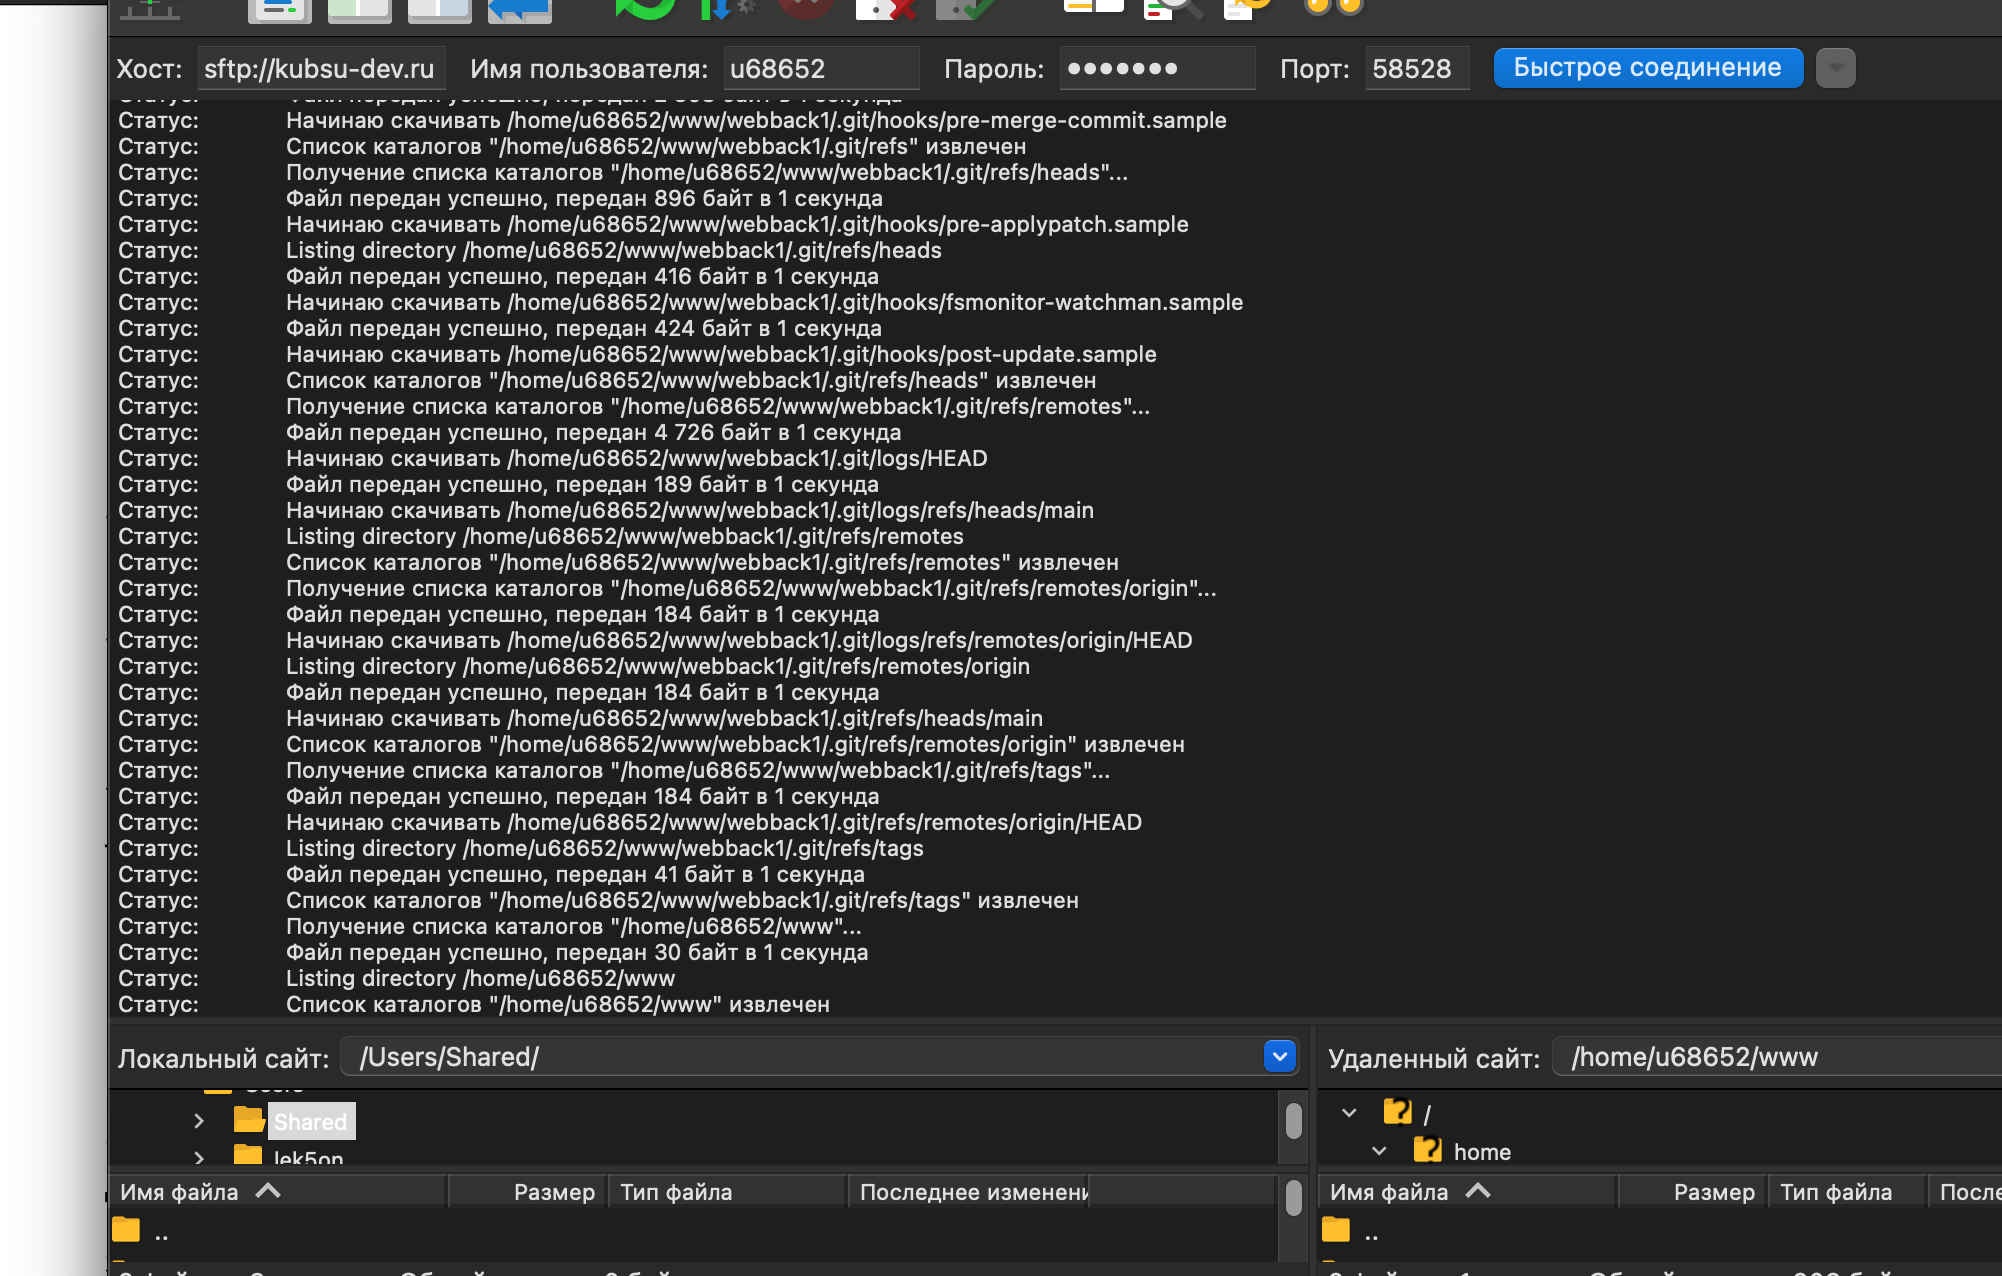 Хост: sftp://kubsu-dev.ru Имя пользователя: u68652 Пароль: ●●●●●●● Порт: 58528 Быстрое соединение
Статус: Начинаю скачивать /home/u68652/www/webback1/.git/hooks/pre-merge-commit.sample
Статус: Список каталогов "/home/u68652/www/webback1/.git/refs" извлечен
Статус: Получение списка каталогов "/home/u68652/www/webback1/.git/refs/heads"...
Статус: Файл передан успешно, передан 896 байт в 1 секунда
Статус: Начинаю скачивать /home/u68652/www/webback1/.git/hooks/pre-applypatch.sample
Статус: Listing directory /home/u68652/www/webback1/.git/refs/heads
Статус: Файл передан успешно, передан 416 байт в 1 секунда
Статус: Начинаю скачивать /home/u68652/www/webback1/.git/hooks/fsmonitor-watchman.sample
Статус: Файл передан успешно, передан 424 байт в 1 секунда
Статус: Начинаю скачивать /home/u68652/www/webback1/.git/hooks/post-update.sample
Статус: Список каталогов "/home/u68652/www/webback1/.git/refs/heads" извлечен
Статус: Получение списка каталогов "/home/u68652/www/webback1/.git/refs/remotes"...
Статус: Файл передан успешно, передан 4 726 байт в 1 секунда
Статус: Начинаю скачивать /home/u68652/www/webback1/.git/logs/HEAD
Статус: Файл передан успешно, передан 189 байт в 1 секунда
Статус: Начинаю скачивать /home/u68652/www/webback1/.git/logs/refs/heads/main
Статус: Listing directory /home/u68652/www/webback1/.git/refs/remotes
Статус: Список каталогов "/home/u68652/www/webback1/.git/refs/remotes" извлечен
Статус: Получение списка каталогов "/home/u68652/www/webback1/.git/refs/remotes/origin"...
Статус: Файл передан успешно, передан 184 байт в 1 секунда
Статус: Начинаю скачивать /home/u68652/www/webback1/.git/logs/refs/remotes/origin/HEAD
Статус: Listing directory /home/u68652/www/webback1/.git/refs/remotes/origin
Статус: Файл передан успешно, передан 184 байт в 1 секунда
Статус: Начинаю скачивать /home/u68652/www/webback1/.git/refs/heads/main
Статус: Список каталогов "/home/u68652/www/webback1/.git/refs/remotes/origin" извлечен
Статус: Получение списка каталогов "/home/u68652/www/webback1/.git/refs/tags"...
Статус: Файл передан успешно, передан 184 байт в 1 секунда
Статус: Начинаю скачивать /home/u68652/www/webback1/.git/refs/remotes/origin/HEAD
Статус: Listing directory /home/u68652/www/webback1/.git/refs/tags
Статус: Файл передан успешно, передан 41 байт в 1 секунда
Статус: Список каталогов "/home/u68652/www/webback1/.git/refs/tags" извлечен
Статус: Получение списка каталогов "/home/u68652/www"...
Статус: Файл передан успешно, передан 30 байт в 1 секунда
Статус: Listing directory /home/u68652/www
Статус: Список каталогов "/home/u68652/www" извлечен
Локальный сайт: /Users/Shared/
Shared
lek5on
Имя файла Размер Тип файла Последнее изменени
..
Удаленный сайт: /home/u68652/www
/
home
Имя файла Размер Тип файла После
..